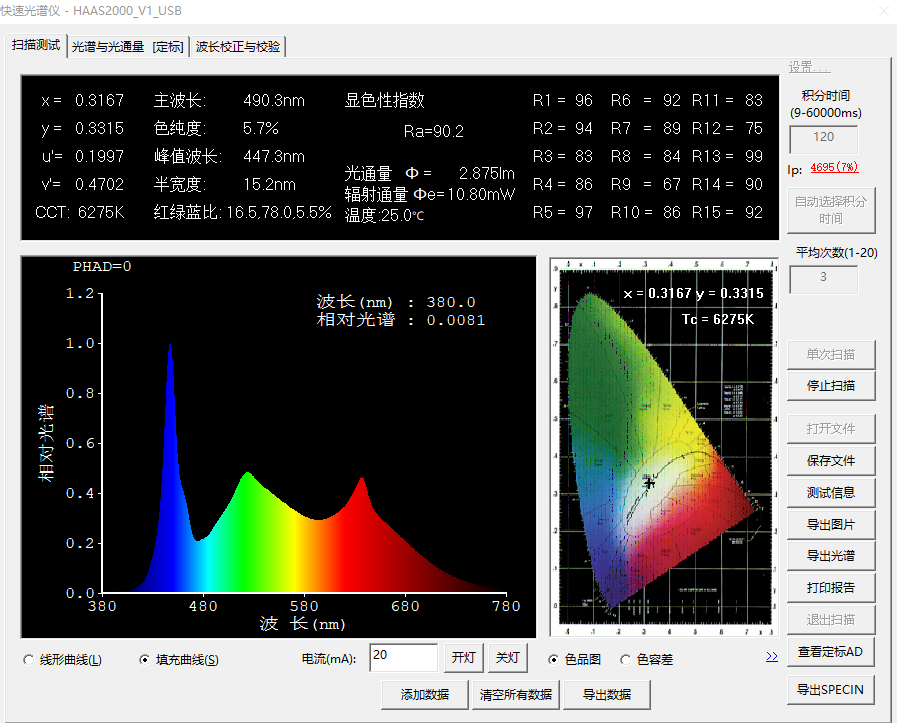 快速光谱仪 - HAAS2000_V1_USB
扫描测试 光谱与光通量 [定标] 波长校正与校验
x = 0.3167 主波长: 490.3nm 显色性指数 R1 = 96 R6 = 92 R11 = 83
y = 0.3315 色纯度: 5.7% Ra=90.2 R2 = 94 R7 = 89 R12 = 75
u'= 0.1997 峰值波长: 447.3nm R3 = 83 R8 = 84 R13 = 99
光通量 Φ = 2.875lm
v'= 0.4702 半宽度: 15.2nm 辐射通量 Φe=10.80mW R4 = 86 R9 = 67 R14 = 90
CCT: 6275K 红绿蓝比: 16.5,78.0,5.5% 温度:25.0℃ R5 = 97 R10 = 86 R15 = 92
设置...
积分时间
(9-60000ms)
120
Ip: 4695(7%)
自动选择积分
时间
平均次数(1-20)
3
PHAD=0
波长(nm) : 380.0
相对光谱 : 0.0081
1.2
1.0
0.8
0.6
0.4
0.2
0.0
相对光谱
380 480 580 680 780
波 长(nm)
x = 0.3167 y = 0.3315
Tc = 6275K
单次扫描
停止扫描
打开文件
保存文件
测试信息
导出图片
导出光谱
打印报告
退出扫描
查看定标AD
导出SPECIN
线形曲线(L) 填充曲线(S) 电流(mA): 20 开灯 关灯 色品图 色容差 >>
添加数据 清空所有数据 导出数据